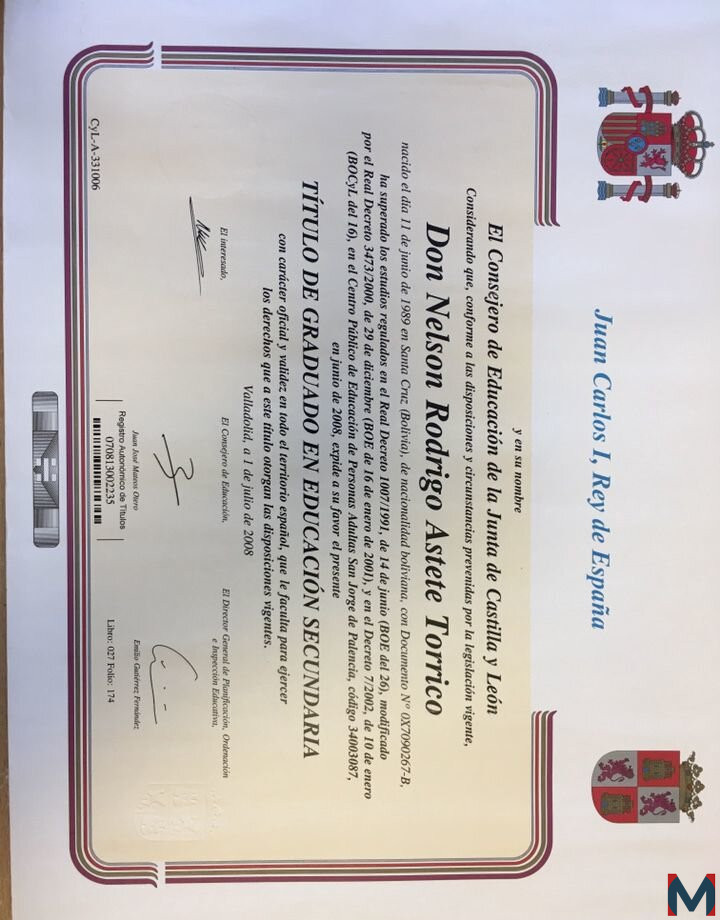 Juan Carlos I, Rey de España
y en su nombre
El Consejero de Educación de la Junta de Castilla y León
Considerando que, conforme a las disposiciones y circunstancias prevenidas por la legislación vigente,
Don Nelson Rodrigo Astete Torrico
nacido el día 11 de junio de 1989 en Santa Cruz (Bolivia), de nacionalidad boliviana, con Documento Nº 0X7090267-B,
ha superado los estudios regulados en el Real Decreto 1007/1991, de 14 de junio (BOE del 26), modificado
por el Real Decreto 3473/2000, de 29 de diciembre (BOE de 16 de enero de 2001), y en el Decreto 7/2002, de 10 de enero
(BOCyL del 16), en el Centro Público de Educación de Personas Adultas San Jorge de Palencia, código 34003087,
en junio de 2008, expide a su favor el presente
TÍTULO DE GRADUADO EN EDUCACIÓN SECUNDARIA
con carácter oficial y validez en todo el territorio español, que le faculta para ejercer
los derechos que a este título otorgan las disposiciones vigentes.
Valladolid, a 1 de julio de 2008
El interesado,
El Consejero de Educación,
El Director General de Planificación, Ordenación
e Inspección Educativa,
Juan José Mateos Otero
Emilio Gutiérrez Fernández
Registro Autonómico de Títulos
070813002235
Libro: 027 Folio: 174
CyL-A-331006
M